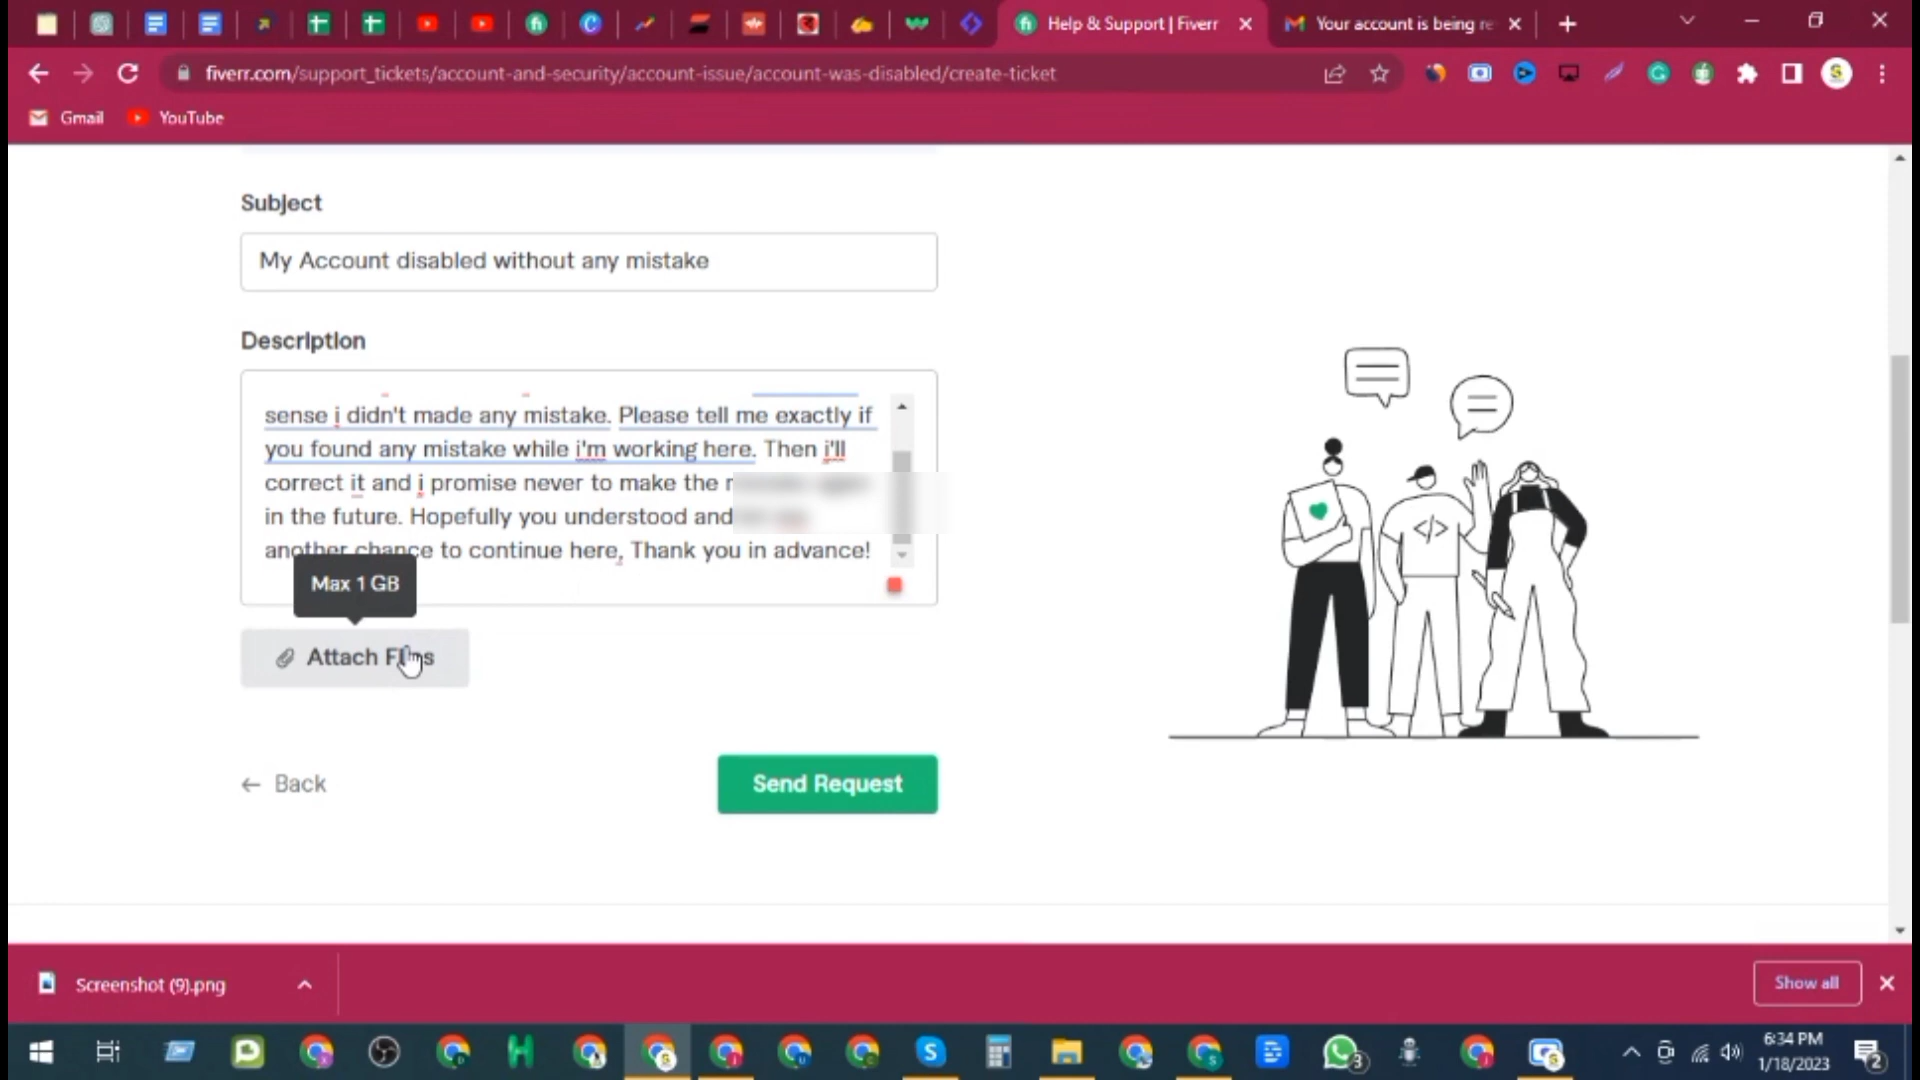 Help & Support | Fiverr
Your account is being re
fiverr.com/support_tickets/account-and-security/account-issue/account-was-disabled/create-ticket
Gmail
YouTube
Subject
My Account disabled without any mistake
Description
sense i didn't made any mistake. Please tell me exactly if
you found any mistake while i'm working here. Then i'll
correct it and i promise never to make the
in the future. Hopefully you understood and
another chance to continue here, Thank you in advance!
Max 1 GB
Attach Files
← Back
Send Request
</>
Screenshot (9).png
Show all
6:34 PM
1/18/2023
3
2